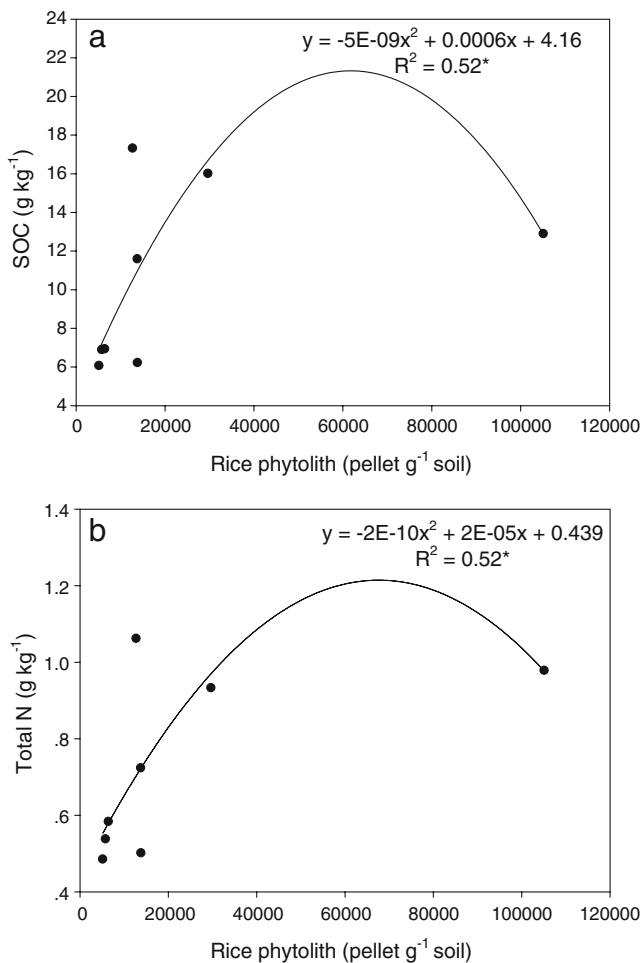 a
y = -5E-09x² + 0.0006x + 4.16
R² = 0.52*
24
22
20
18
16
14
12
10
8
6
4
SOC (g kg⁻¹)
0 20000 40000 60000 80000 100000 120000
Rice phytolith (pellet g⁻¹ soil)
b
y = -2E-10x² + 2E-05x + 0.439
R² = 0.52*
1.4
1.2
1.0
.8
.6
.4
Total N (g kg⁻¹)
0 20000 40000 60000 80000 100000 120000
Rice phytolith (pellet g⁻¹ soil)